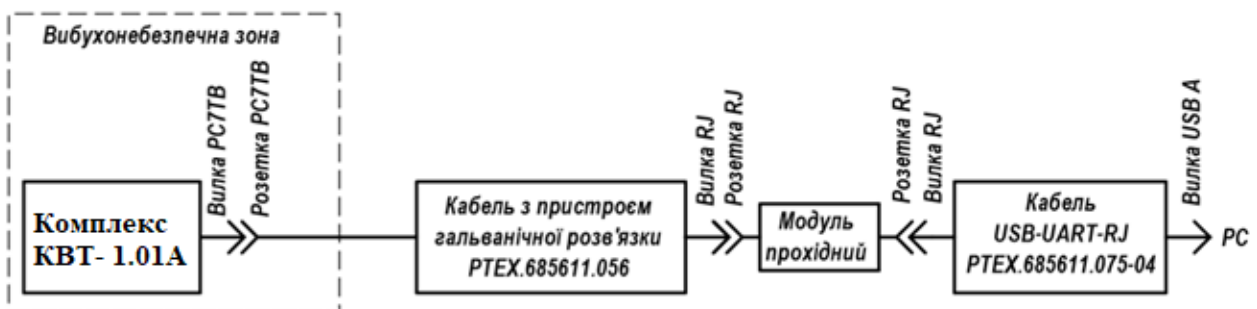 Вибухонебезпечна зона
Вилка РС7ТВ
Розетка РС7ТВ
Вилка RJ
Розетка RJ
Розетка RJ
Вилка RJ
Вилка USB A
Комплекс
КВТ- 1.01А
Кабель з пристроєм
гальванічної розв'язки
РТЕХ.685611.056
Модуль
прохідний
Кабель
USB-UART-RJ
РТЕХ.685611.075-04
PC